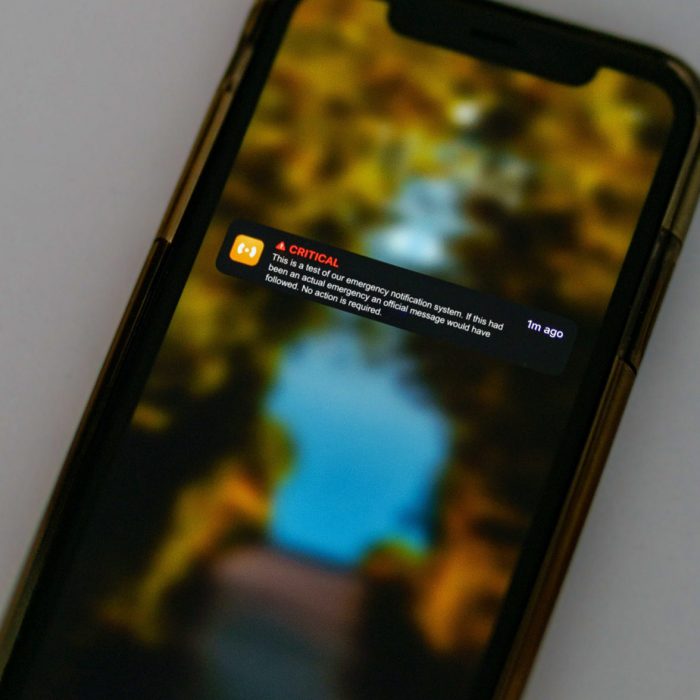 CRITICAL
This is a test of our emergency notification system. If this had
been an actual emergency an official message would have
followed. No action is required.
1m ago